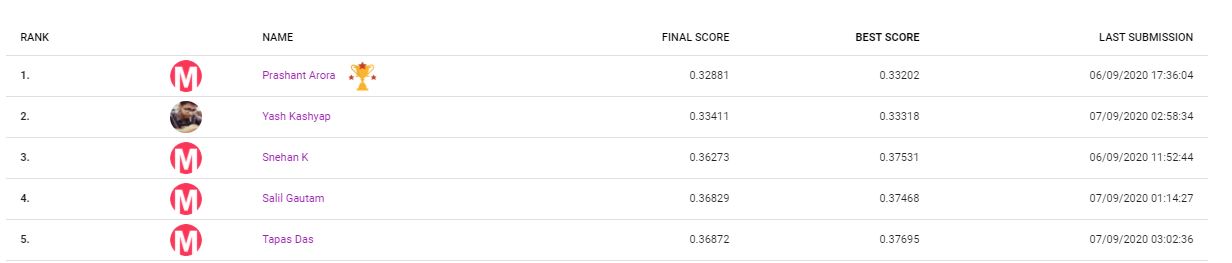 RANK NAME FINAL SCORE BEST SCORE LAST SUBMISSION
1. M Prashant Arora 0.32881 0.33202 06/09/2020 17:36:04
2. Yash Kashyap 0.33411 0.33318 07/09/2020 02:58:34
3. M Snehan K 0.36273 0.37531 06/09/2020 11:52:44
4. M Salil Gautam 0.36829 0.37468 07/09/2020 01:14:27
5. M Tapas Das 0.36872 0.37695 07/09/2020 03:02:36